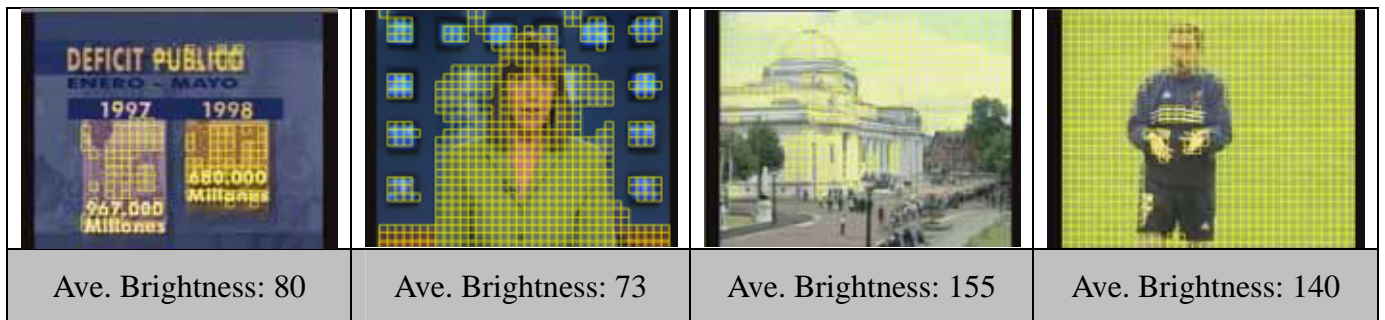 DEFICIT PUBLICO
ENERO - MAYO
1997 1998
680.000
Millones
967.000
Millones
Ave. Brightness: 80
Ave. Brightness: 73
Ave. Brightness: 155
Ave. Brightness: 140